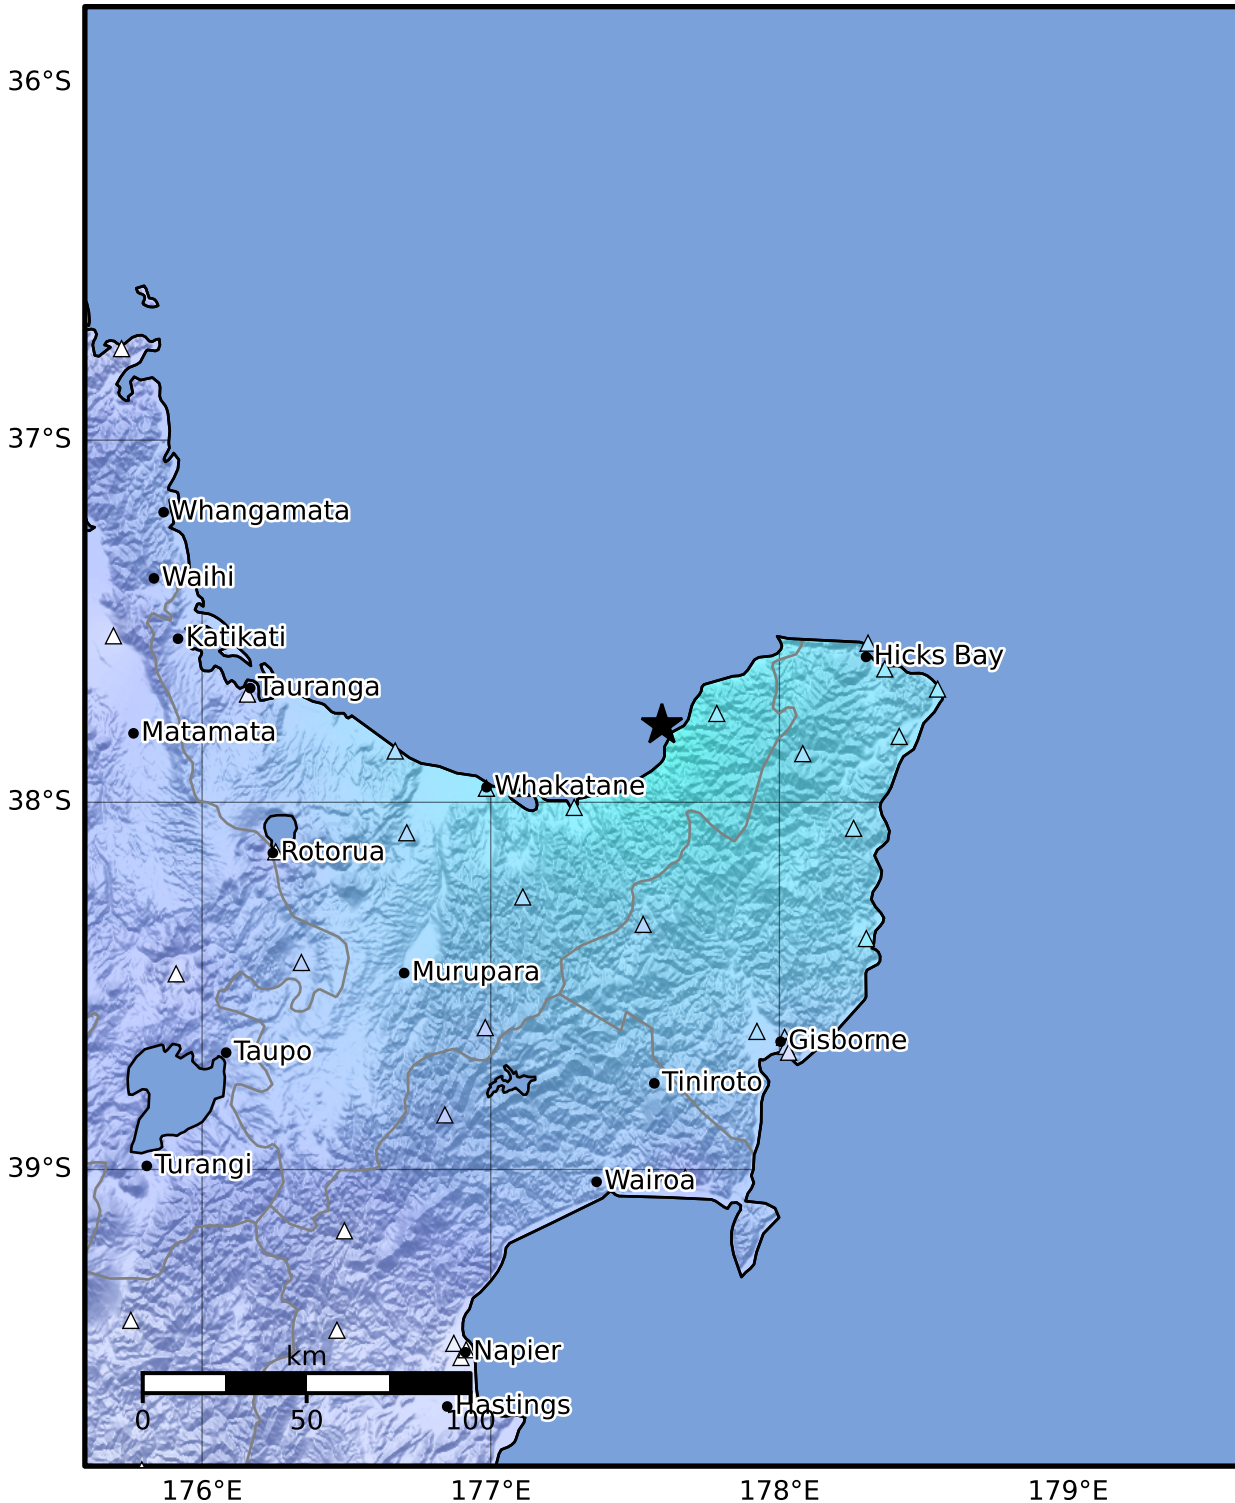 36°S
37°S
Whangamata
Waihi
Katikati
Hicks Bay
Tauranga
Matamata
Whakatane
38°S
Rotorua
Murupara
Gisborne
Taupo
Tiniroto
Turangi
39°S
Wairoa
Napier
km
Hastings
0 50 100
176°E 177°E 178°E 179°E